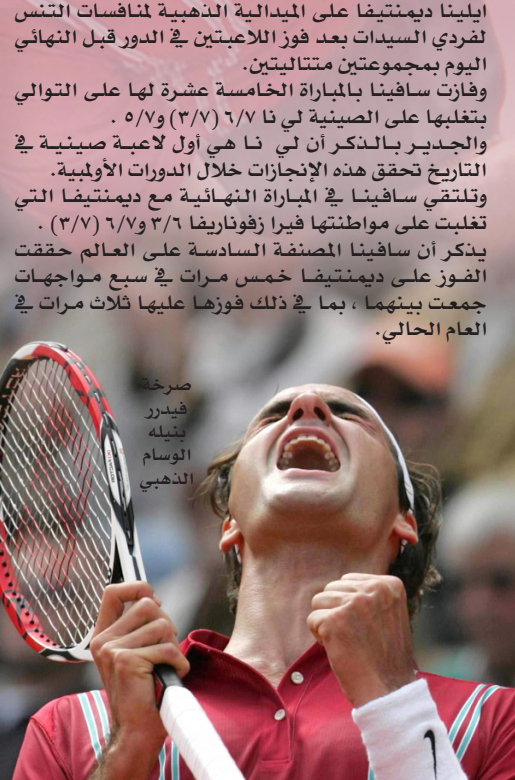 ايلينا ديمنتيفا على الميدالية الذهبية لمنافسات التنس
لفردي السيدات بعد فوز اللاعبتين في الدور قبل النهائي
اليوم بمجموعتين متتاليتين.
وفازت سافينا بالمباراة الخامسة عشرة لها على التوالي
بتغلبها على الصينية لي نا ٦/٧ (٣/٧) و٥/٧ .
والجدير بالذكر أن لي نا هي أول لاعبة صينية في
التاريخ تحقق هذه الإنجازات خلال الدورات الأولمبية.
وتلتقي سافينا في المباراة النهائية مع ديمنتيفا التي
تغلبت على مواطنتها فيرا زفوناريفا ٣/٦ و٦/٧ (٣/٧) .
يذكر أن سافينا المصنفة السادسة على العالم حققت
الفوز على ديمنتيفا خمس مرات في سبع مواجهات
جمعت بينهما ، بما في ذلك فوزها عليها ثلاث مرات في
العام الحالي.
صرخة
فيدرر
بنيله
الوسام
الذهبي